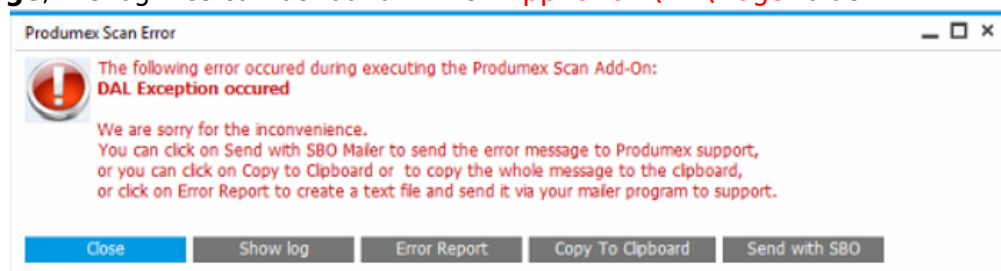 Produmex Scan Error
The following error occured during executing the Produmex Scan Add-On:
DAL Exception occured
We are sorry for the inconvenience.
You can click on Send with SBO Mailer to send the error message to Produmex support,
or you can click on Copy to Clipboard or to copy the whole message to the clipboard,
or click on Error Report to create a text file and send it via your mailer program to support.
Close Show log Error Report Copy To Clipboard Send with SBO